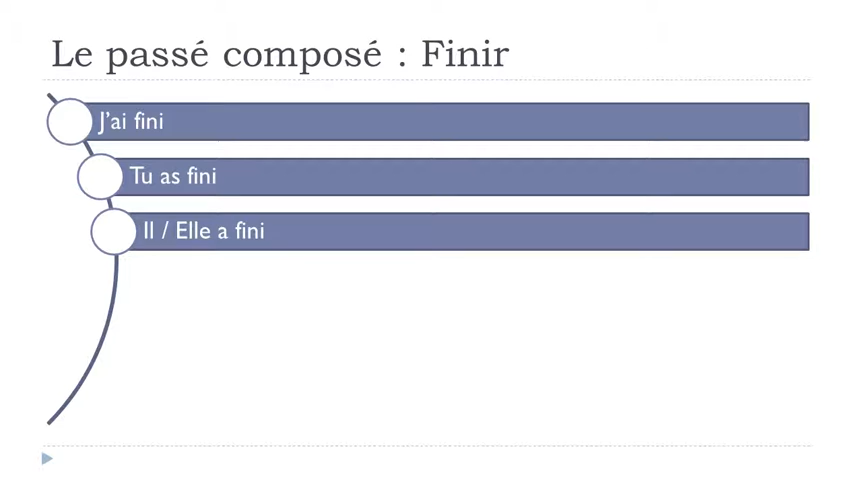 Le passé composé : Finir
J’ai fini
Tu as fini
Il / Elle a fini